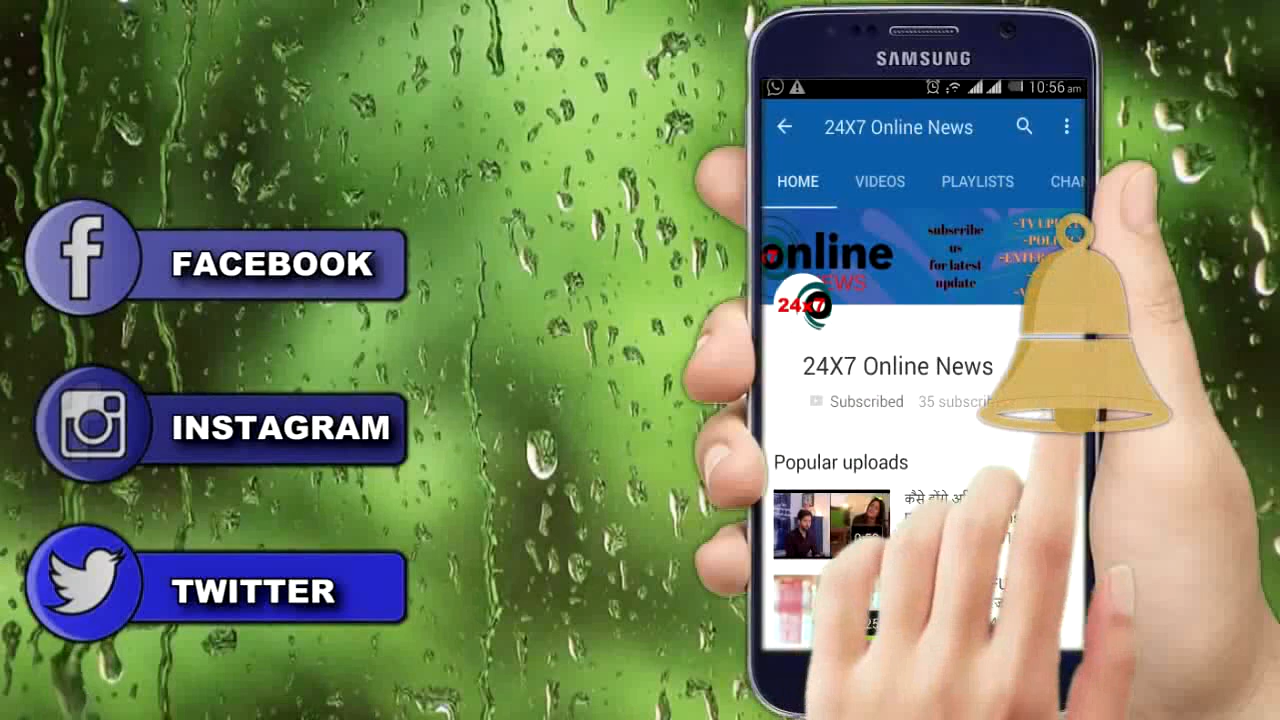 FACEBOOK
INSTAGRAM
TWITTER
SAMSUNG
10:56 am
24X7 Online News
HOME VIDEOS PLAYLISTS
online
NEWS
subscribe
us
for latest
update
24x7
24X7 Online News
Subscribed 35
Popular uploads
कैसे होंगे